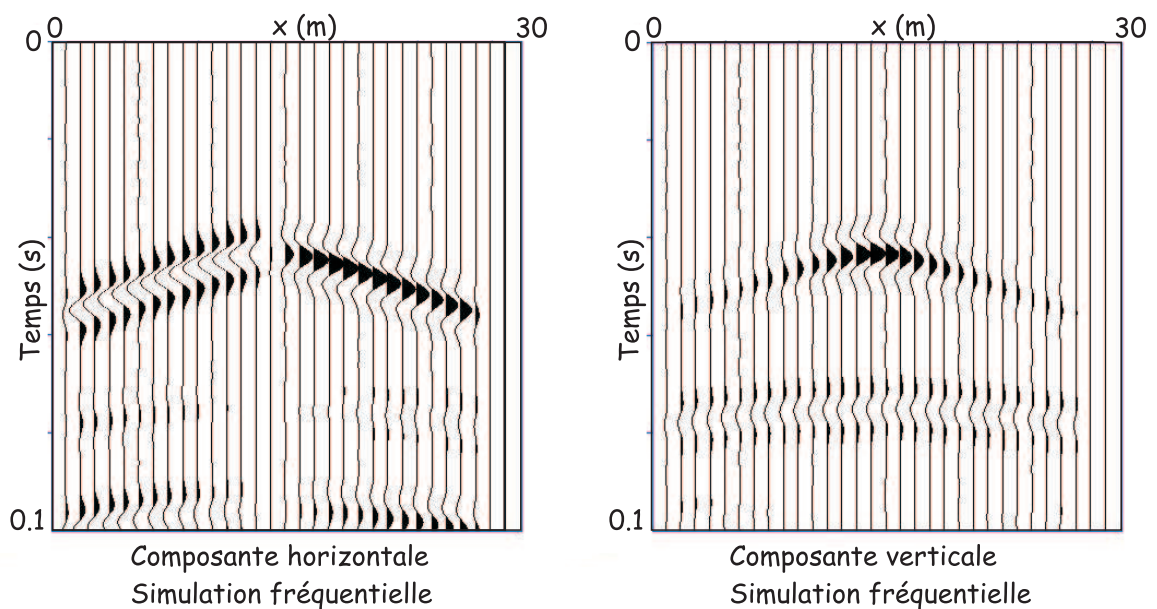 0 x (m) 30
0
Temps (s)
0.1
Composante horizontale
Simulation fréquentielle
0 x (m) 30
0
Temps (s)
0.1
Composante verticale
Simulation fréquentielle